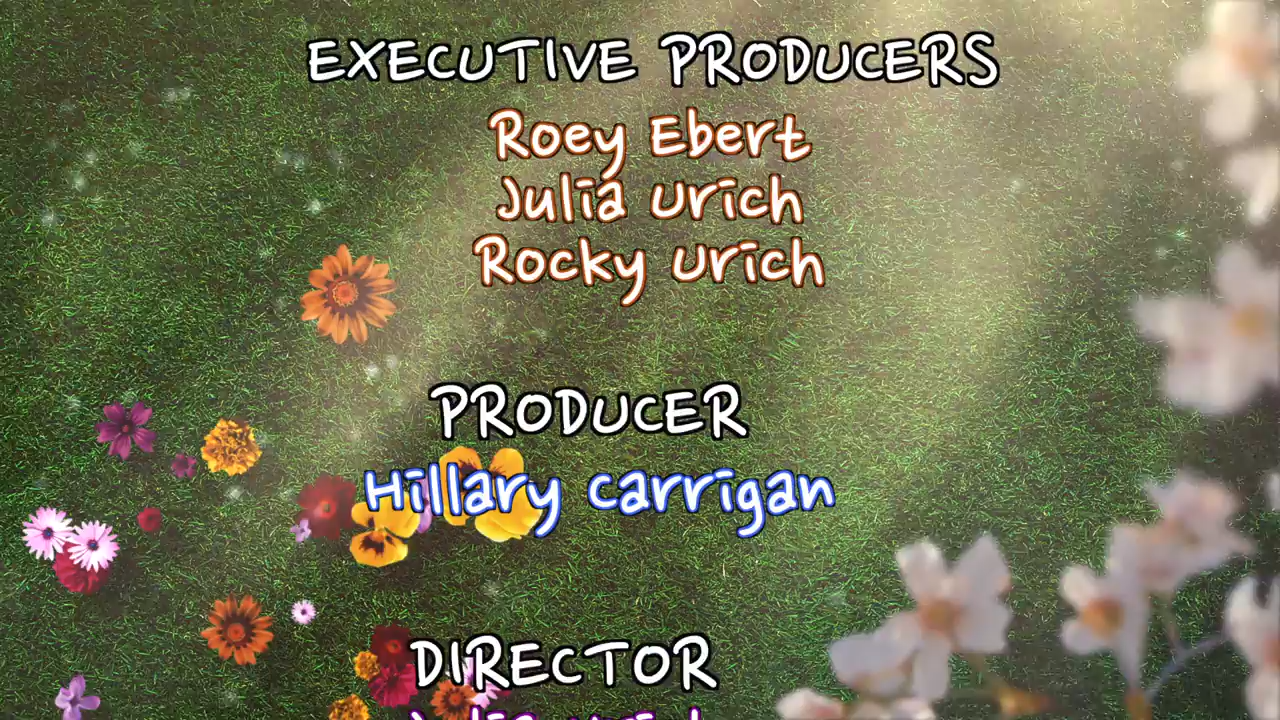 EXECUTIVE PRODUCERS
Roey Ebert
Julia Urich
Rocky Urich
PRODUCER
Hillary Carrigan
DIRECTOR